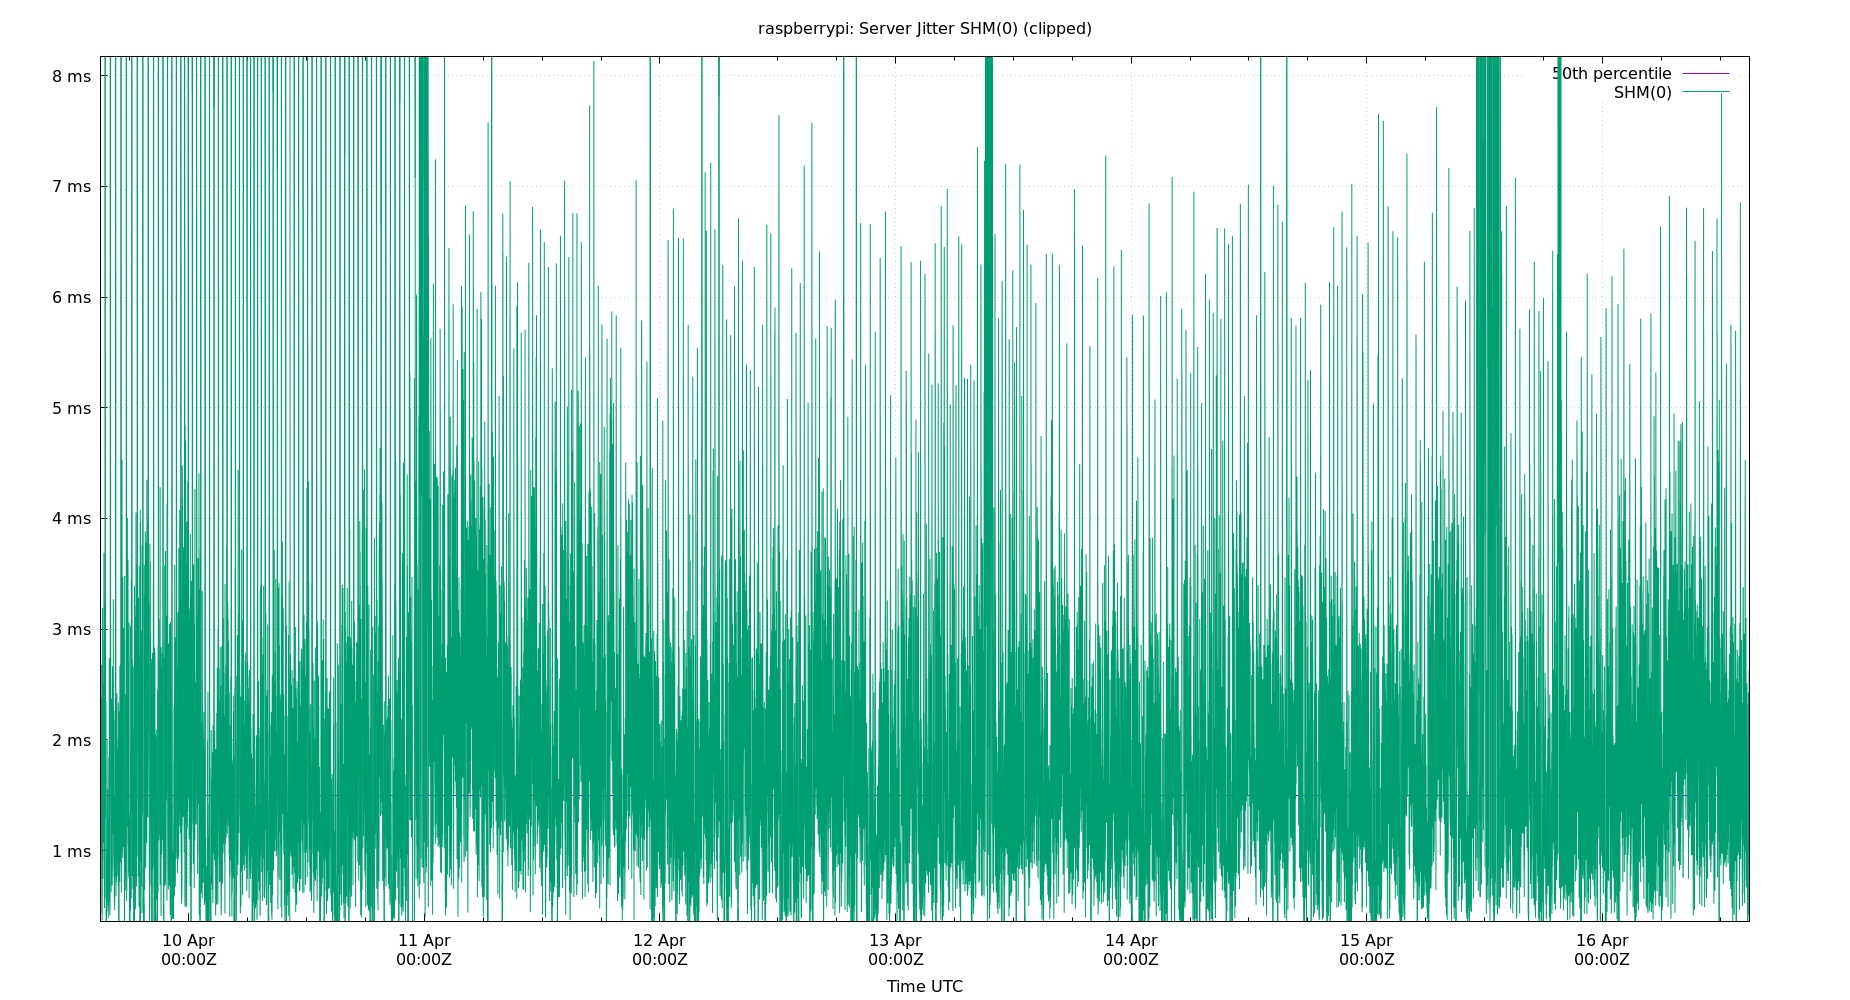 raspberrypi: Server Jitter SHM(0) (clipped)
8 ms
7 ms
6 ms
5 ms
4 ms
3 ms
2 ms
1 ms
50th percentile
SHM(0)
10 Apr
00:00Z
11 Apr
00:00Z
12 Apr
00:00Z
13 Apr
00:00Z
14 Apr
00:00Z
15 Apr
00:00Z
16 Apr
00:00Z
Time UTC